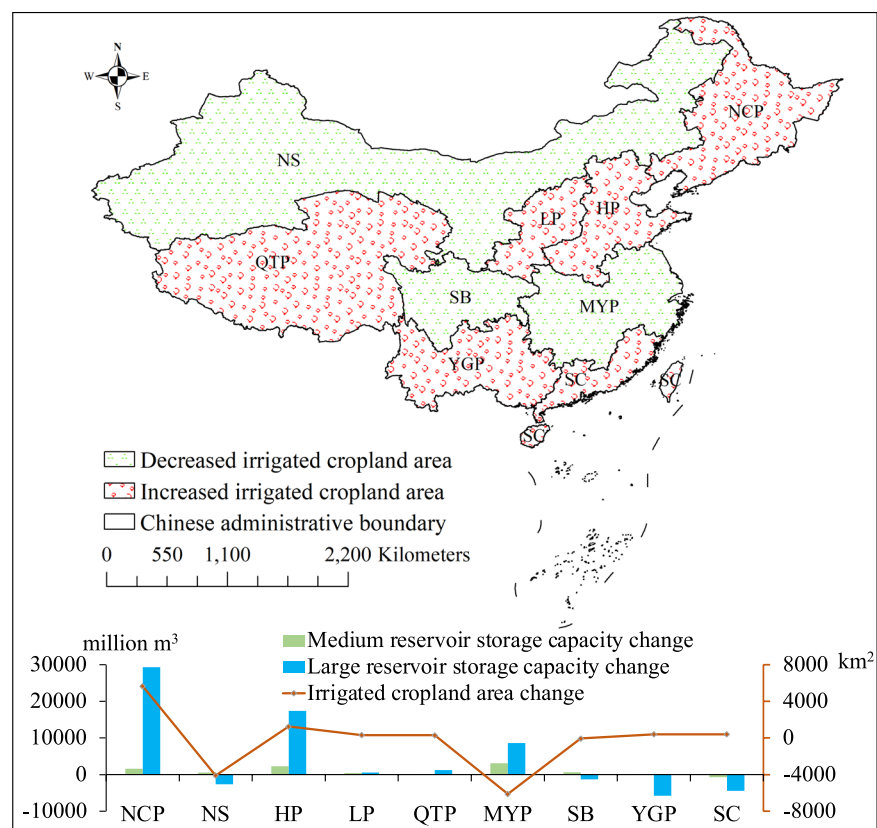 N
W E
S
NCP
NS
LP HP
QTP
SB
MYP
YGP
SC
SC
SC
Decreased irrigated cropland area
Increased irrigated cropland area
Chinese administrative boundary
0 550 1,100 2,200 Kilometers
million m³
Medium reservoir storage capacity change
km²
Large reservoir storage capacity change
Irrigated cropland area change
30000 8000
20000 4000
10000 0
0 -4000
-10000 -8000
NCP NS HP LP QTP MYP SB YGP SC